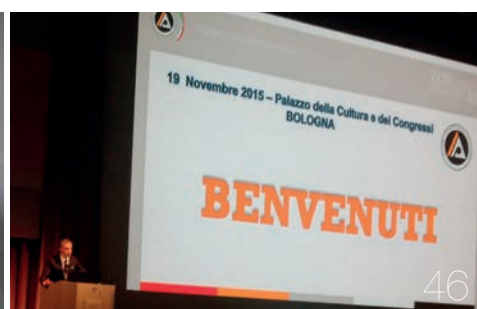 19 Novembre 2015 – Palazzo della Cultura e dei Congressi
BOLOGNA
BENVENUTI
46